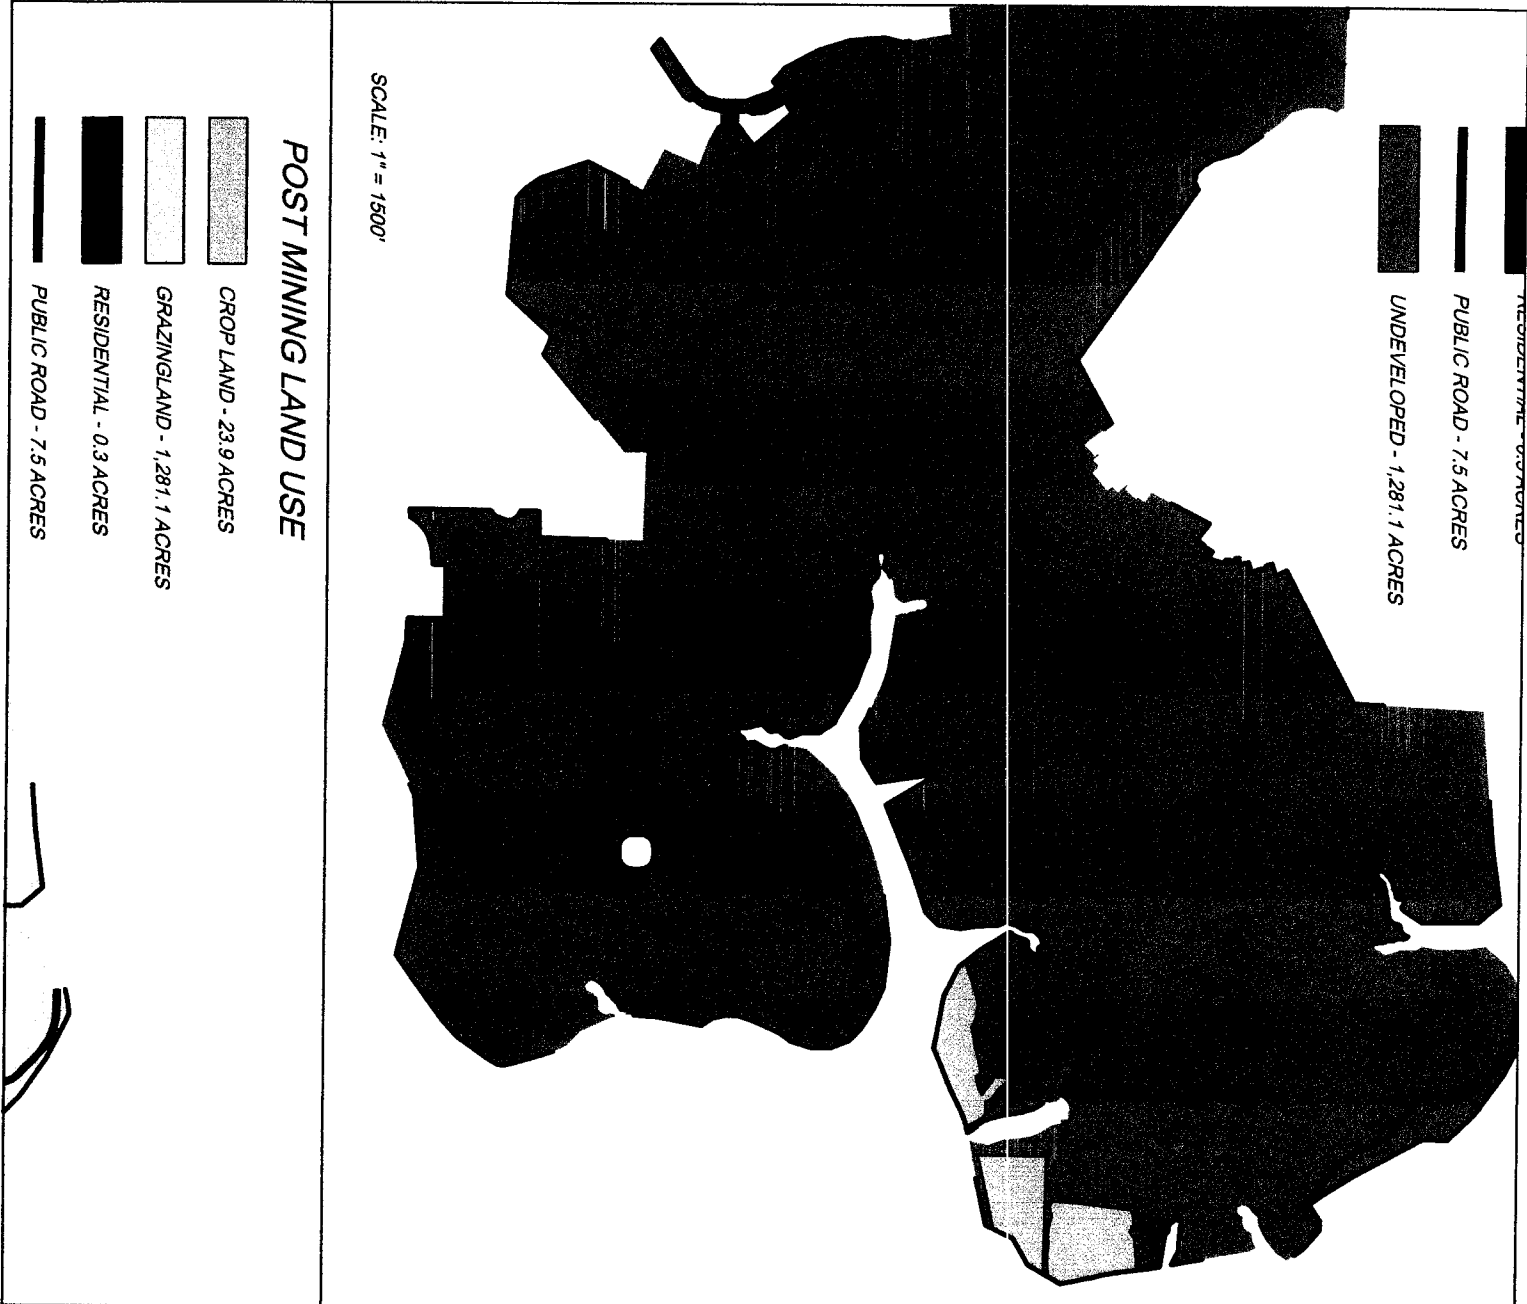 PUBLIC ROAD - 7.5 ACRES
UNDEVELOPED - 1,281.1 ACRES
SCALE: 1" = 1500'
POST MINING LAND USE
CROP LAND - 23.9 ACRES
GRAZINGLAND - 1,281.1 ACRES
RESIDENTIAL - 0.3 ACRES
PUBLIC ROAD - 7.5 ACRES